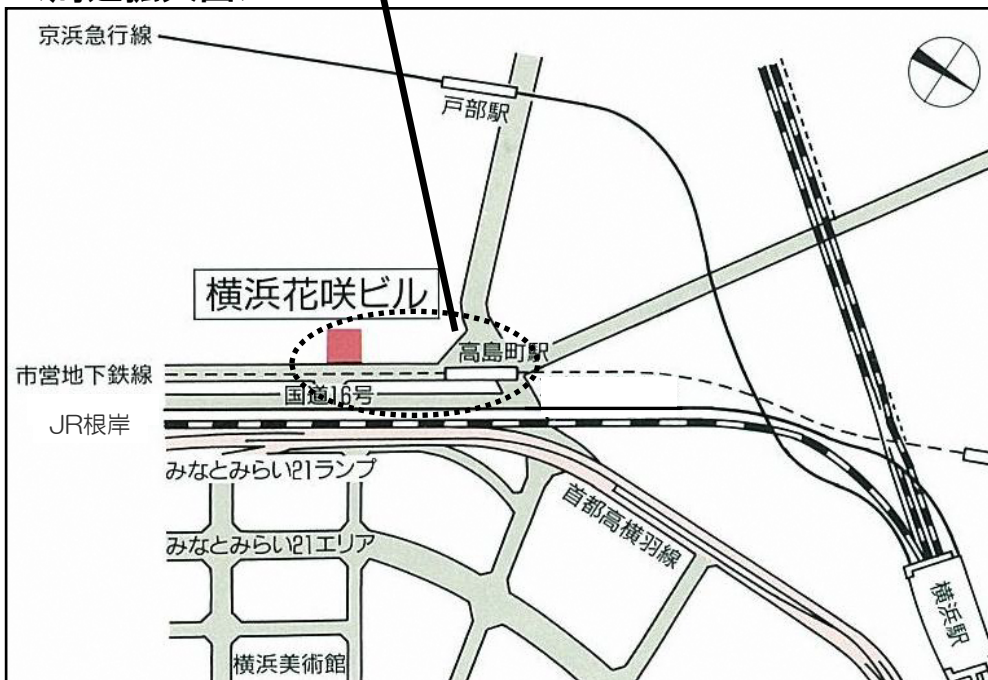 京浜急行線
戸部駅
横浜花咲ビル
高島町駅
市営地下鉄線
国道16号
JR根岸
みなとみらい21ランプ
首都高横羽線
みなとみらい21エリア
横浜駅
横浜美術館